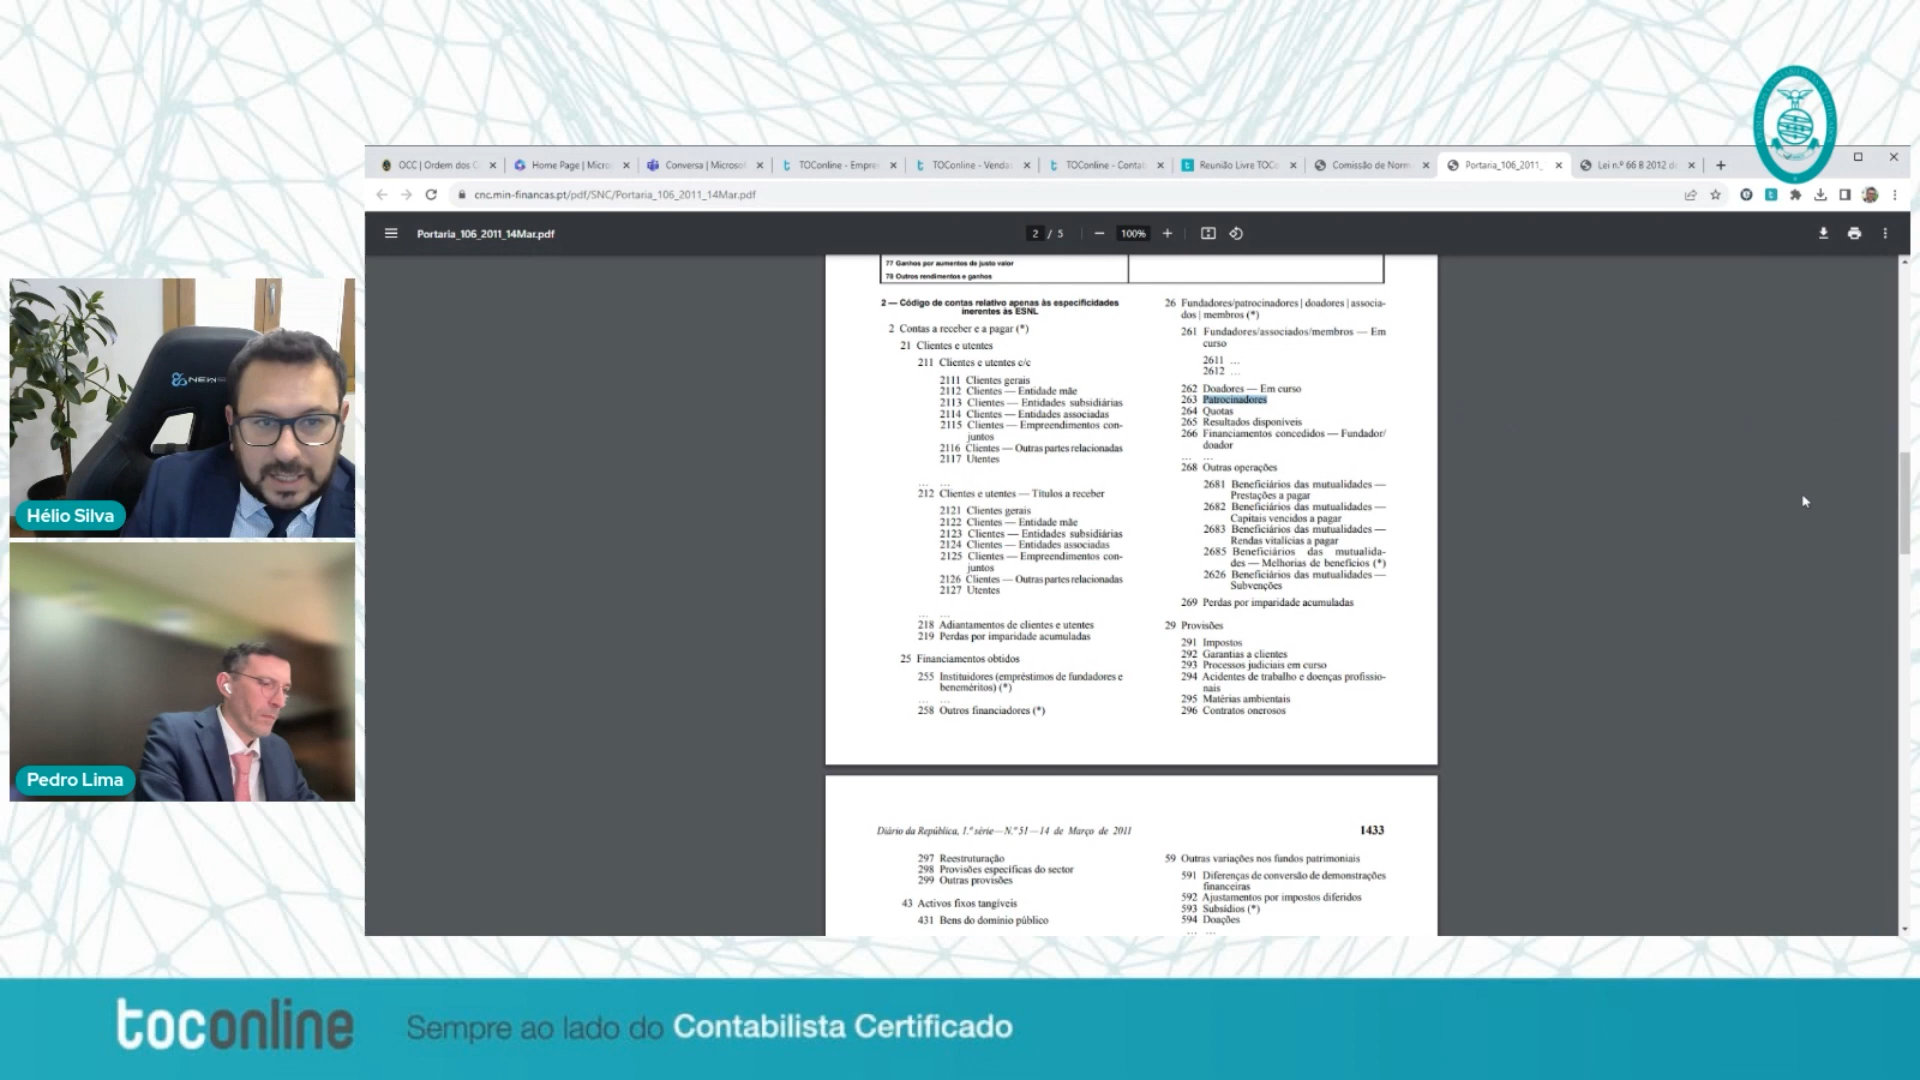 OCC | Ordem dos C
Home Page | Micro
Conversa | Microsof
TOConline - Empre
TOConline - Venda
TOConline - Conta
Reunião Livre TOC
Comissão de Norm
Portaria_106_2011_
Lei n.º 66 B 2012 d
cnc.min-financas.pt/pdf/SNC/Portaria_106_2011_14Mar.pdf
Portaria_106_2011_14Mar.pdf
2 / 5
100%
77 Ganhos por aumentos de justo valor
78 Outros rendimentos e ganhos
2 — Código de contas relativo apenas às especificidades
inerentes às ESNL
2 Contas a receber e a pagar (*)
21 Clientes e utentes
211 Clientes e utentes c/c
2111 Clientes gerais
2112 Clientes — Entidade mãe
2113 Clientes — Entidades subsidiárias
2114 Clientes — Entidades associadas
2115 Clientes — Empreendimentos con-
juntos
2116 Clientes — Outras partes relacionadas
2117 Utentes
... ...
212 Clientes e utentes — Títulos a receber
2121 Clientes gerais
2122 Clientes — Entidade mãe
2123 Clientes — Entidades subsidiárias
2124 Clientes — Entidades associadas
2125 Clientes — Empreendimentos con-
juntos
2126 Clientes — Outras partes relacionadas
2127 Utentes
... ...
218 Adiantamentos de clientes e utentes
219 Perdas por imparidade acumuladas
25 Financiamentos obtidos
255 Instituidores (empréstimos de fundadores e
beneméritos) (*)
... ...
258 Outros financiadores (*)
26 Fundadores/patrocinadores | doadores | associa-
dos | membros (*)
261 Fundadores/associados/membros — Em
curso
2611 ...
2612 ...
262 Doadores — Em curso
263 Patrocinadores
264 Quotas
265 Resultados disponíveis
266 Financiamentos concedidos — Fundador/
doador
... ...
268 Outras operações
2681 Beneficiários das mutualidades —
Prestações a pagar
2682 Beneficiários das mutualidades —
Capitais vencidos a pagar
2683 Beneficiários das mutualidades —
Rendas vitalícias a pagar
2685 Beneficiários das mutualida-
des — Melhorias de benefícios (*)
2626 Beneficiários das mutualidades —
Subvenções
269 Perdas por imparidade acumuladas
29 Provisões
291 Impostos
292 Garantias a clientes
293 Processos judiciais em curso
294 Acidentes de trabalho e doenças profissio-
nais
295 Matérias ambientais
296 Contratos onerosos
Diário da República, 1.ª série—N.º 51—14 de Março de 2011
1433
297 Reestruturação
298 Provisões específicas do sector
299 Outras provisões
43 Activos fixos tangíveis
431 Bens do domínio público
59 Outras variações nos fundos patrimoniais
591 Diferenças de conversão de demonstrações
financeiras
592 Ajustamentos por impostos diferidos
593 Subsídios (*)
594 Doações
... ...
Hélio Silva
Pedro Lima
toconline
Sempre ao lado do Contabilista Certificado